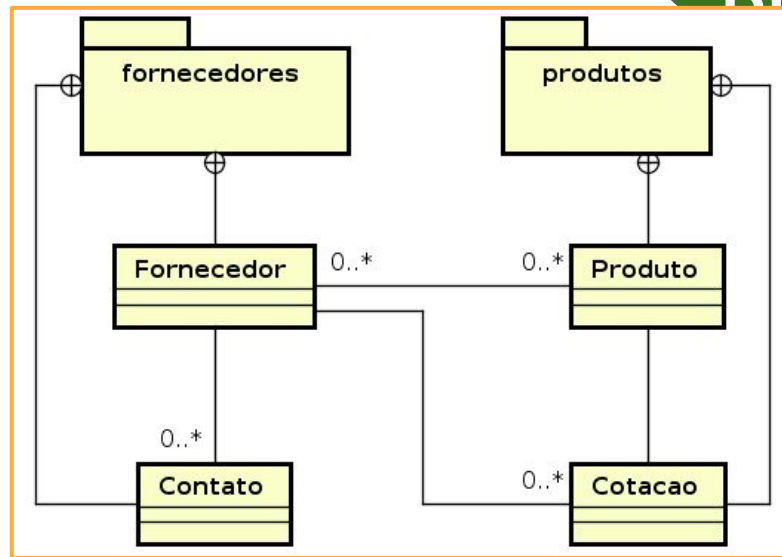 fornecedores
produtos
Fornecedor
0..*
0..*
Produto
0..*
Contato
0..*
Cotacao